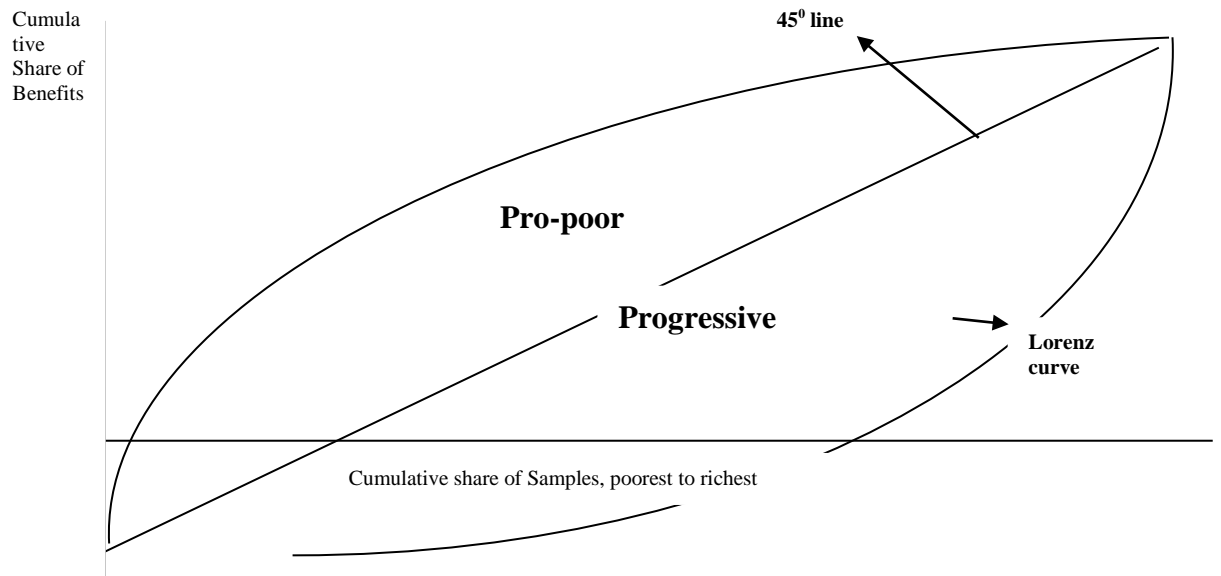 Cumula
tive
Share of
Benefits
45⁰ line
Pro-poor
Progressive
Lorenz
curve
Cumulative share of Samples, poorest to richest